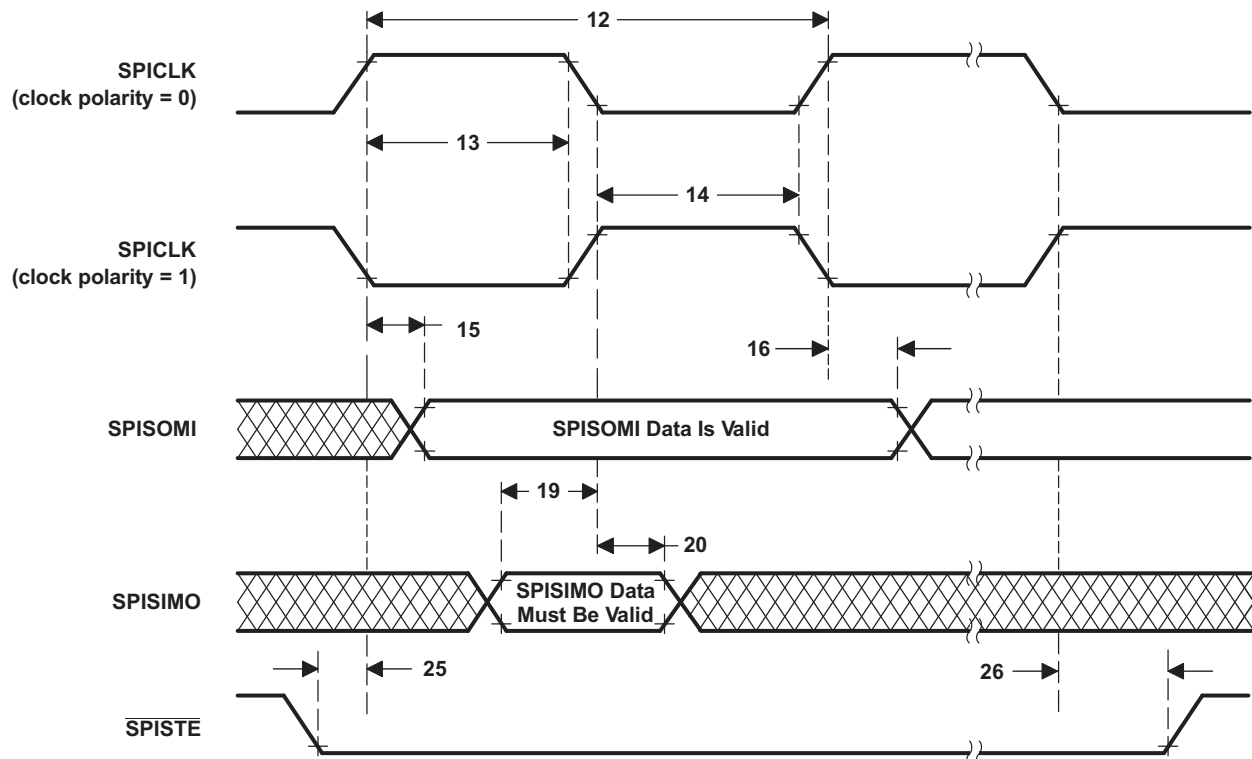 12
SPICLK
(clock polarity = 0)
13
14
SPICLK
(clock polarity = 1)
15
16
SPISOMI
SPISOMI Data Is Valid
19
20
SPISIMO
SPISIMO Data
Must Be Valid
25
26
SPISTE